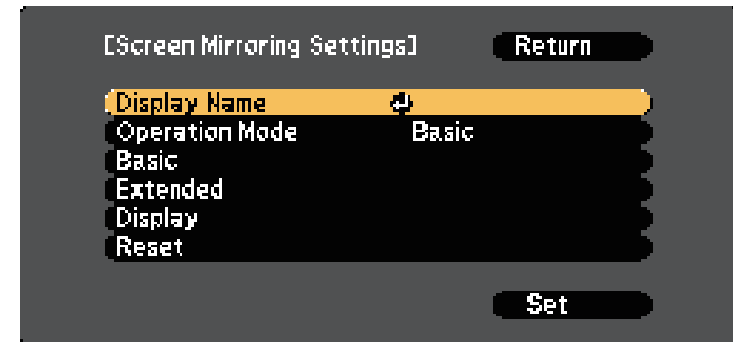 [Screen Mirroring Settings] Return
Display Name
Operation Mode Basic
Basic
Extended
Display
Reset
Set